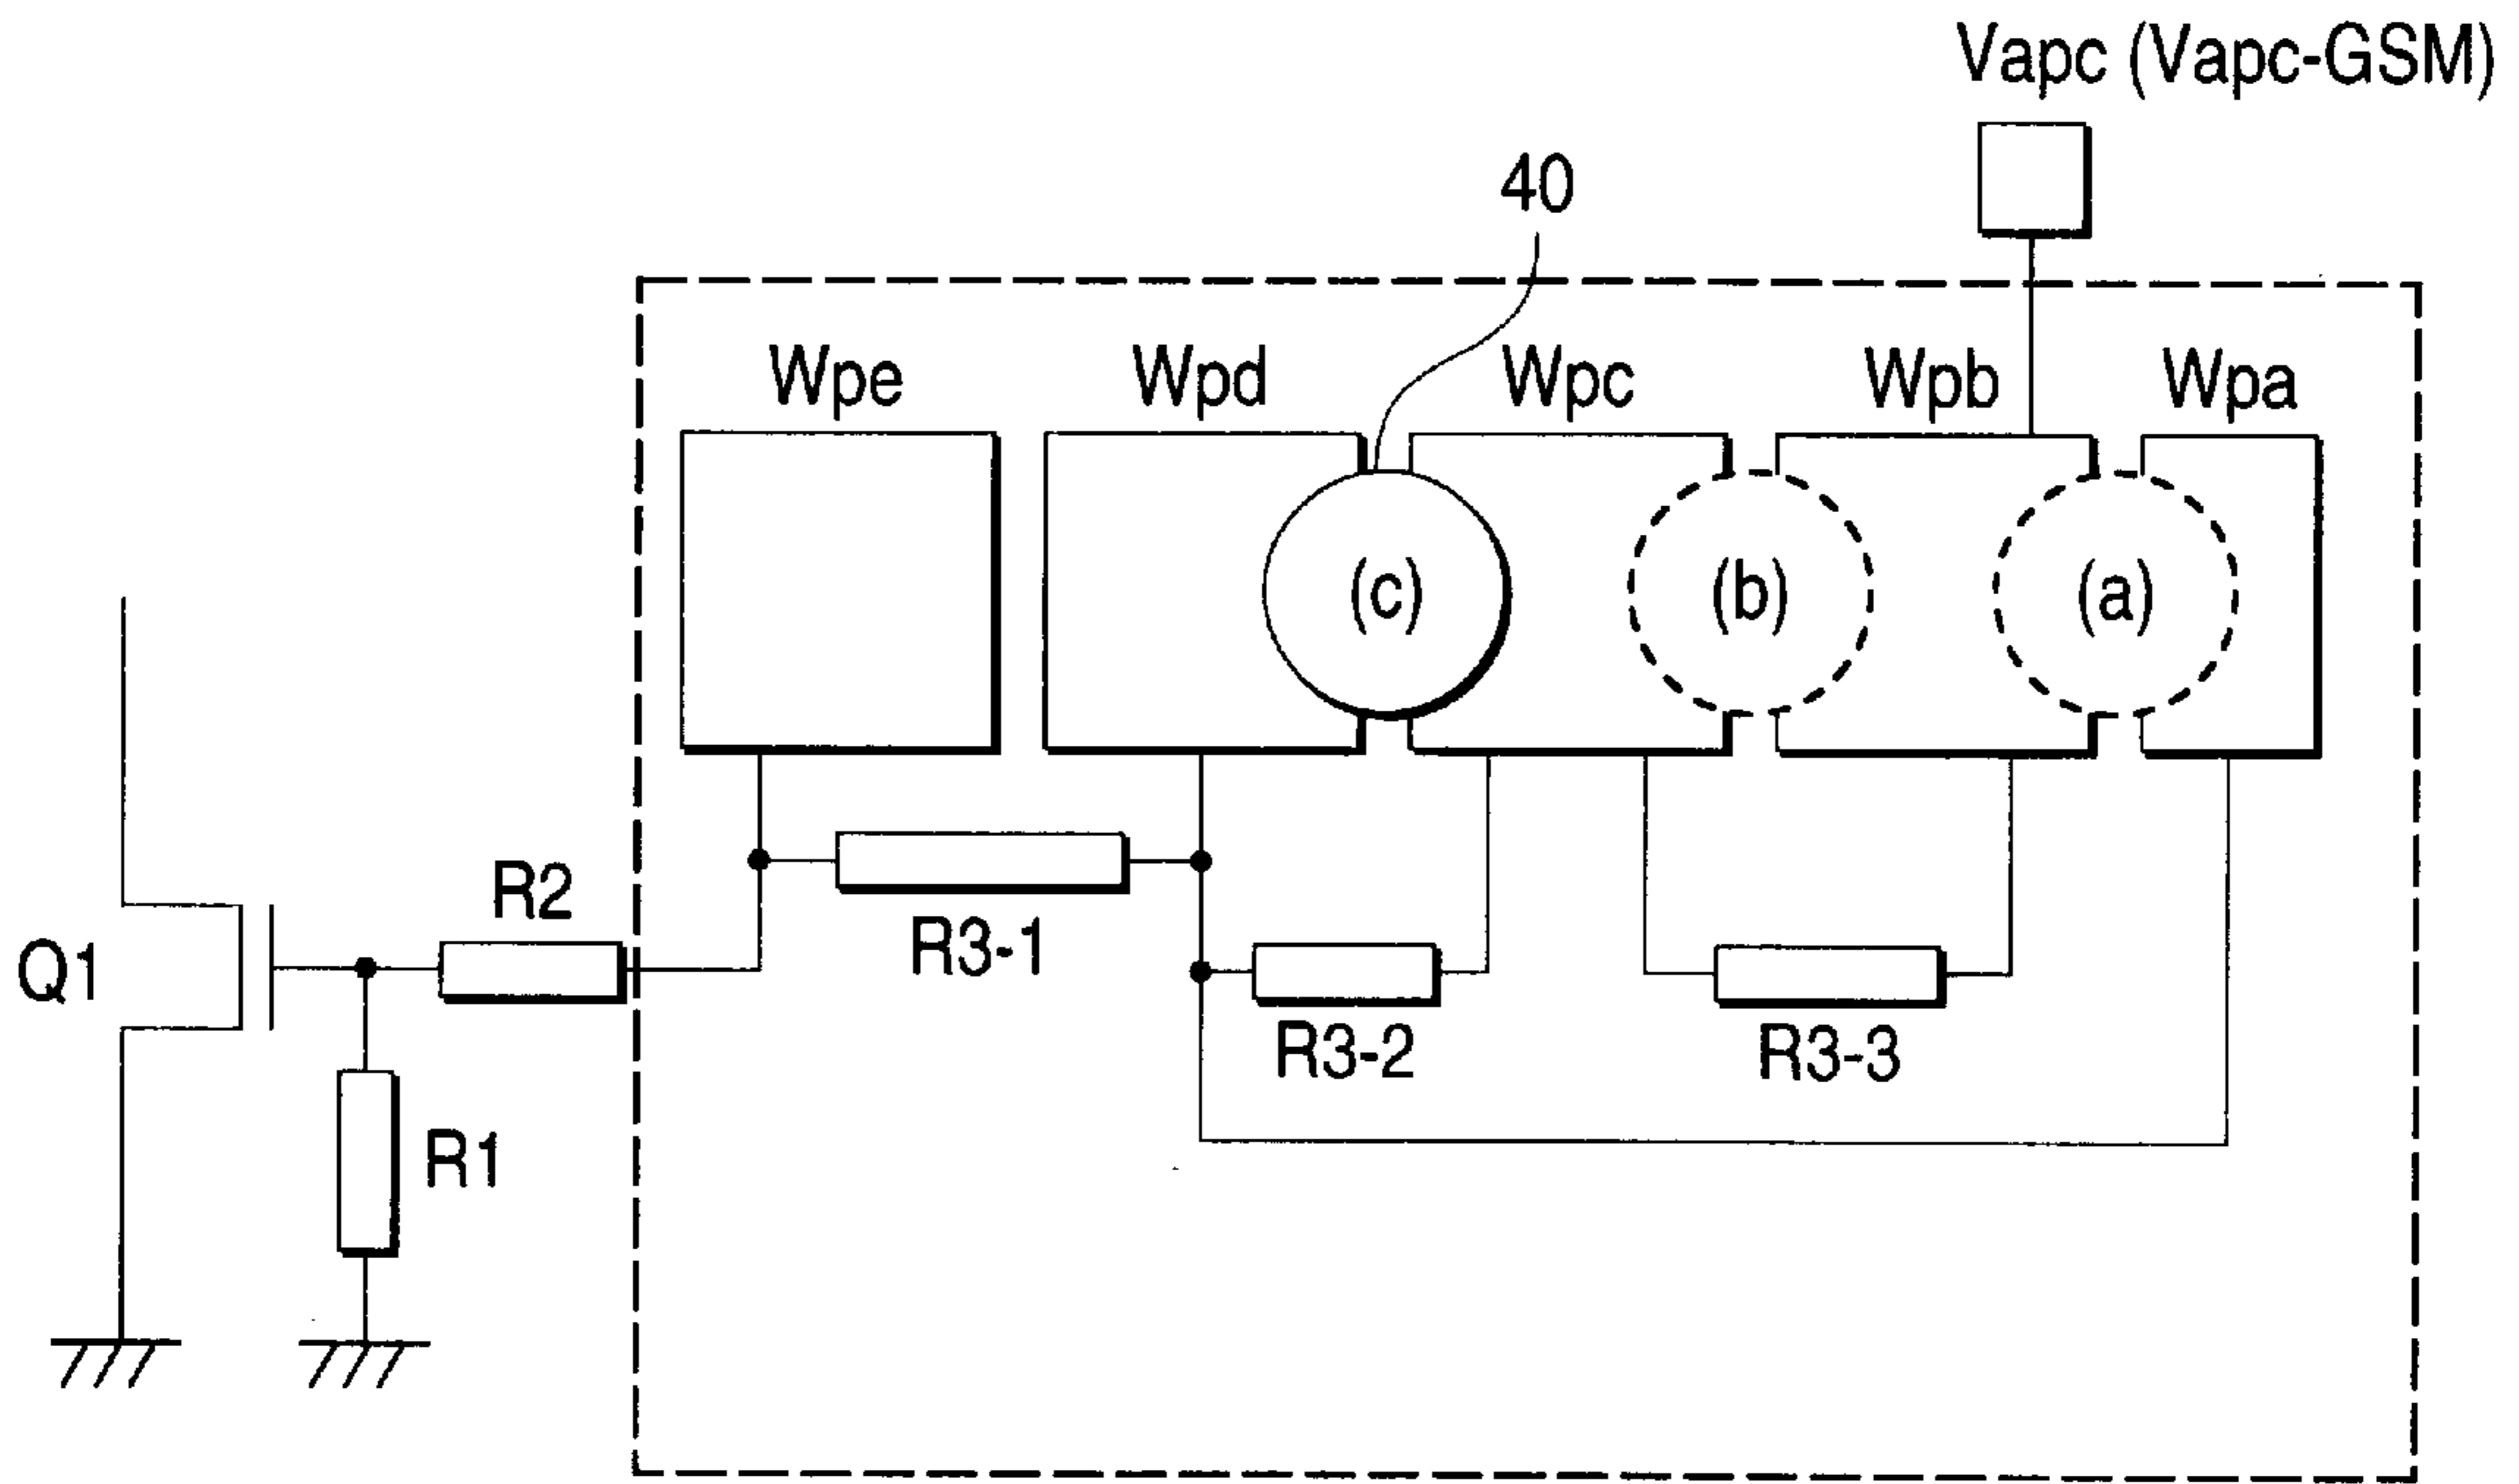 Vapc (Vapc-GSM)
40
Wpe Wpd Wpc Wpb Wpa
(c) (b) (a)
R2
R3-1
Q1
R3-2 R3-3
R1